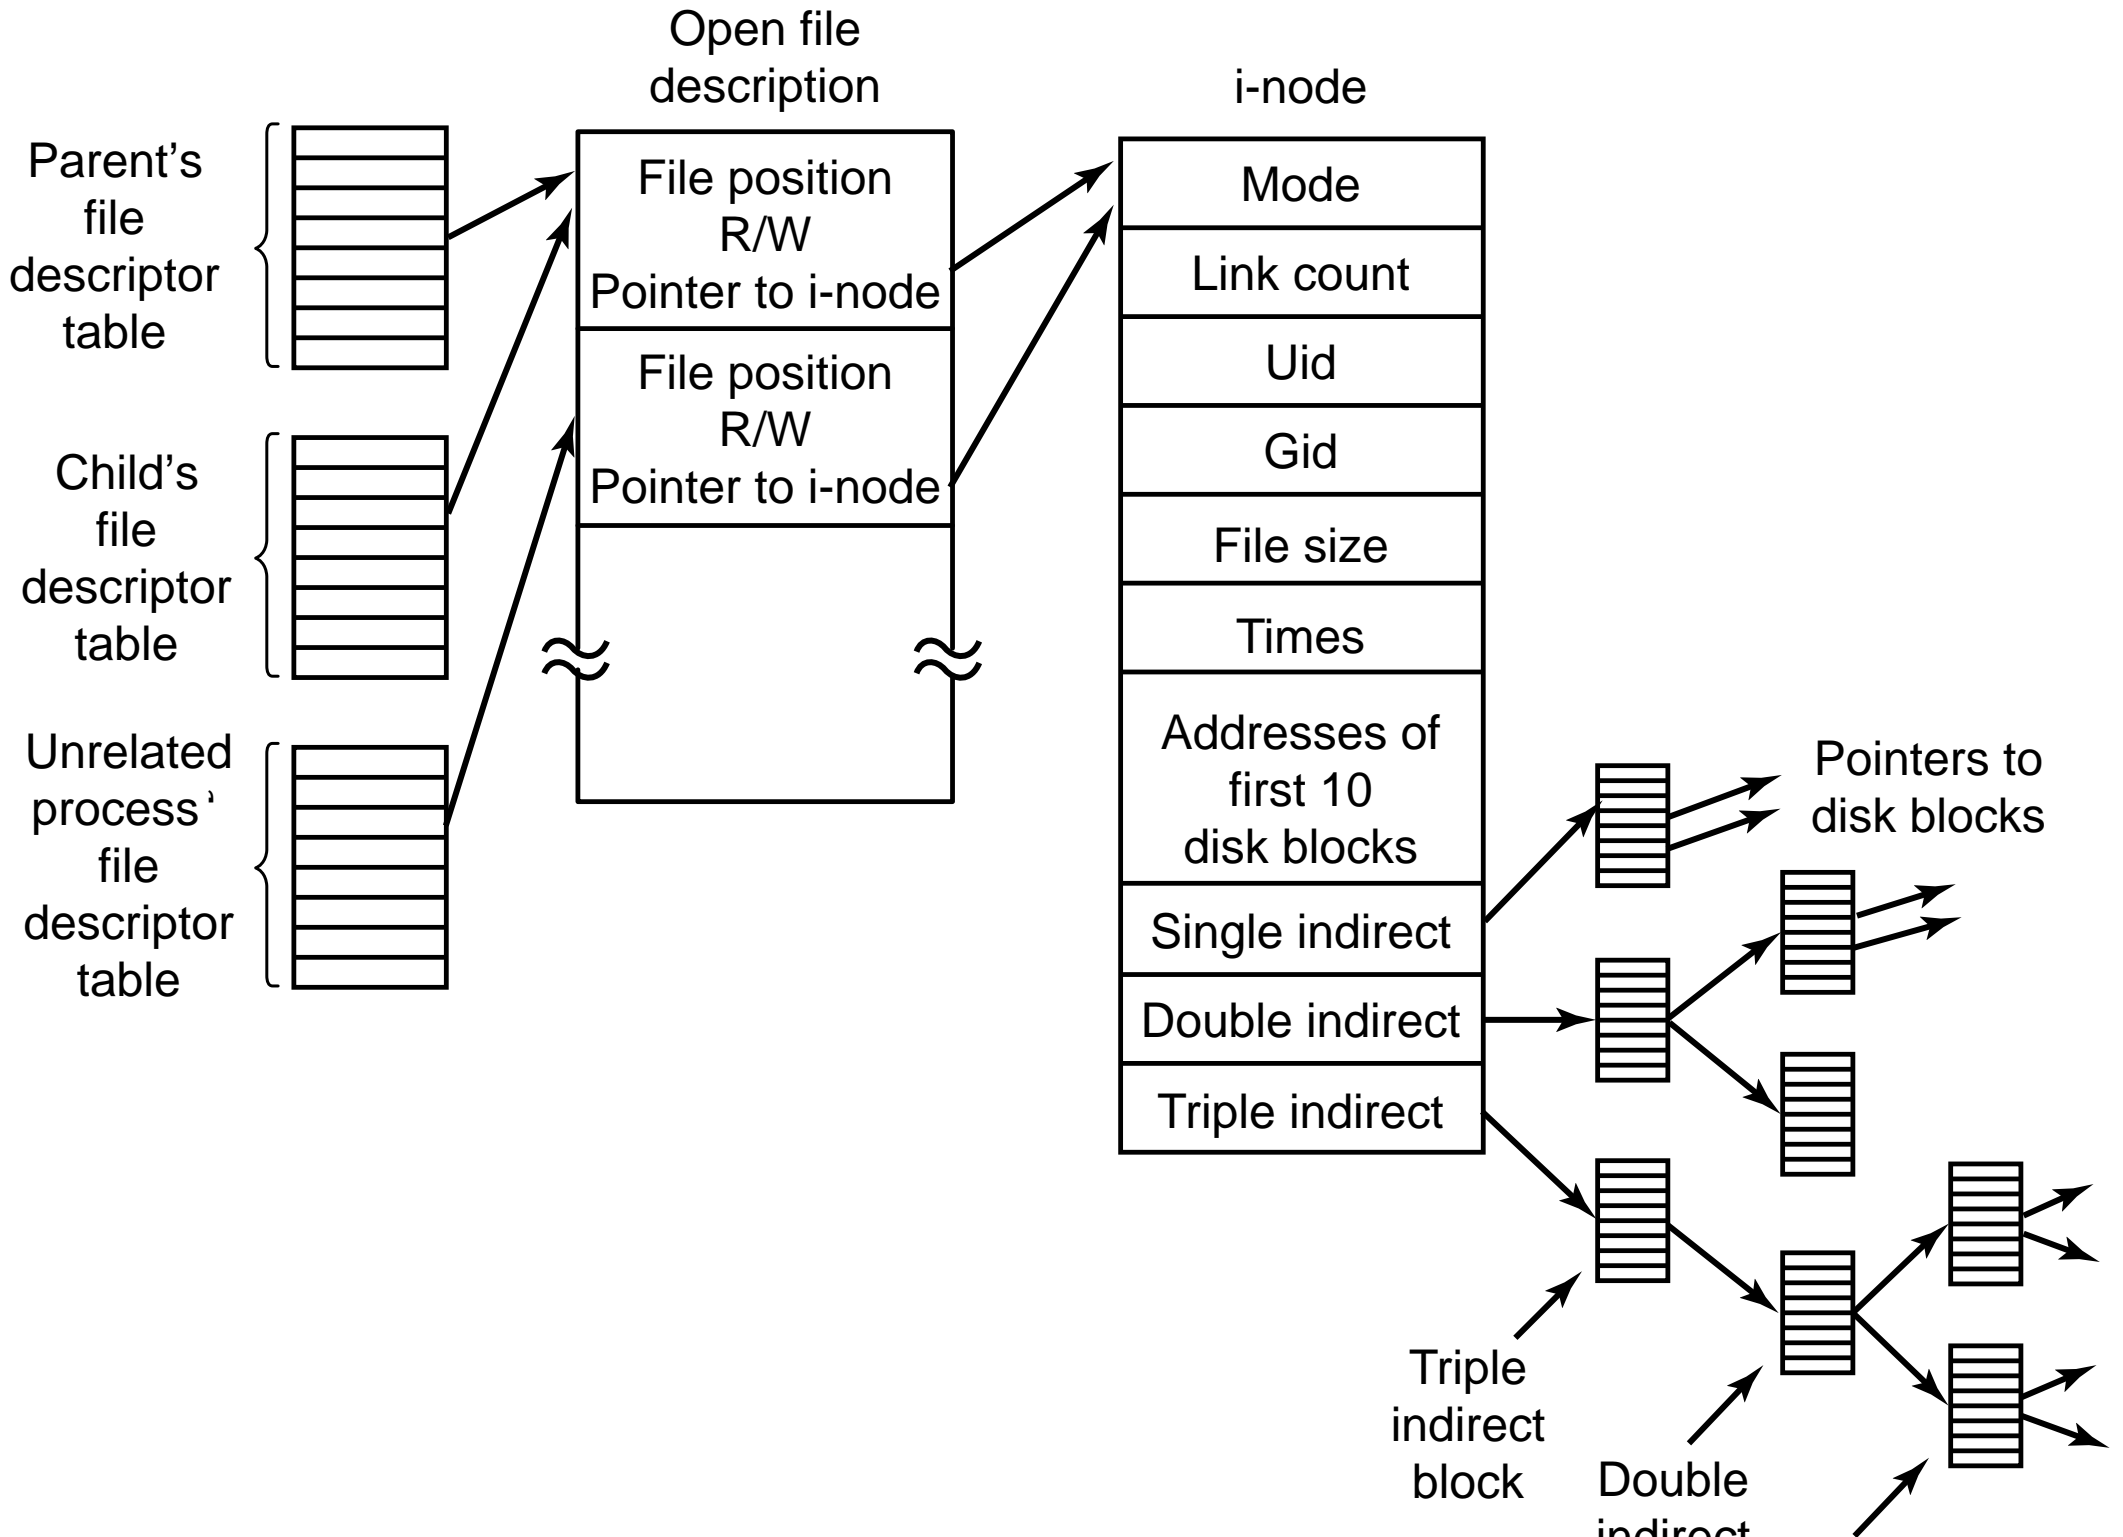 Open file
description
i-node
Parent's
file
descriptor
table
File position
R/W
Pointer to i-node
File position
R/W
Pointer to i-node
Child's
file
descriptor
table
Unrelated
process'
file
descriptor
table
Mode
Link count
Uid
Gid
File size
Times
Addresses of
first 10
disk blocks
Single indirect
Double indirect
Triple indirect
Pointers to
disk blocks
Triple
indirect
block
Double
indirect